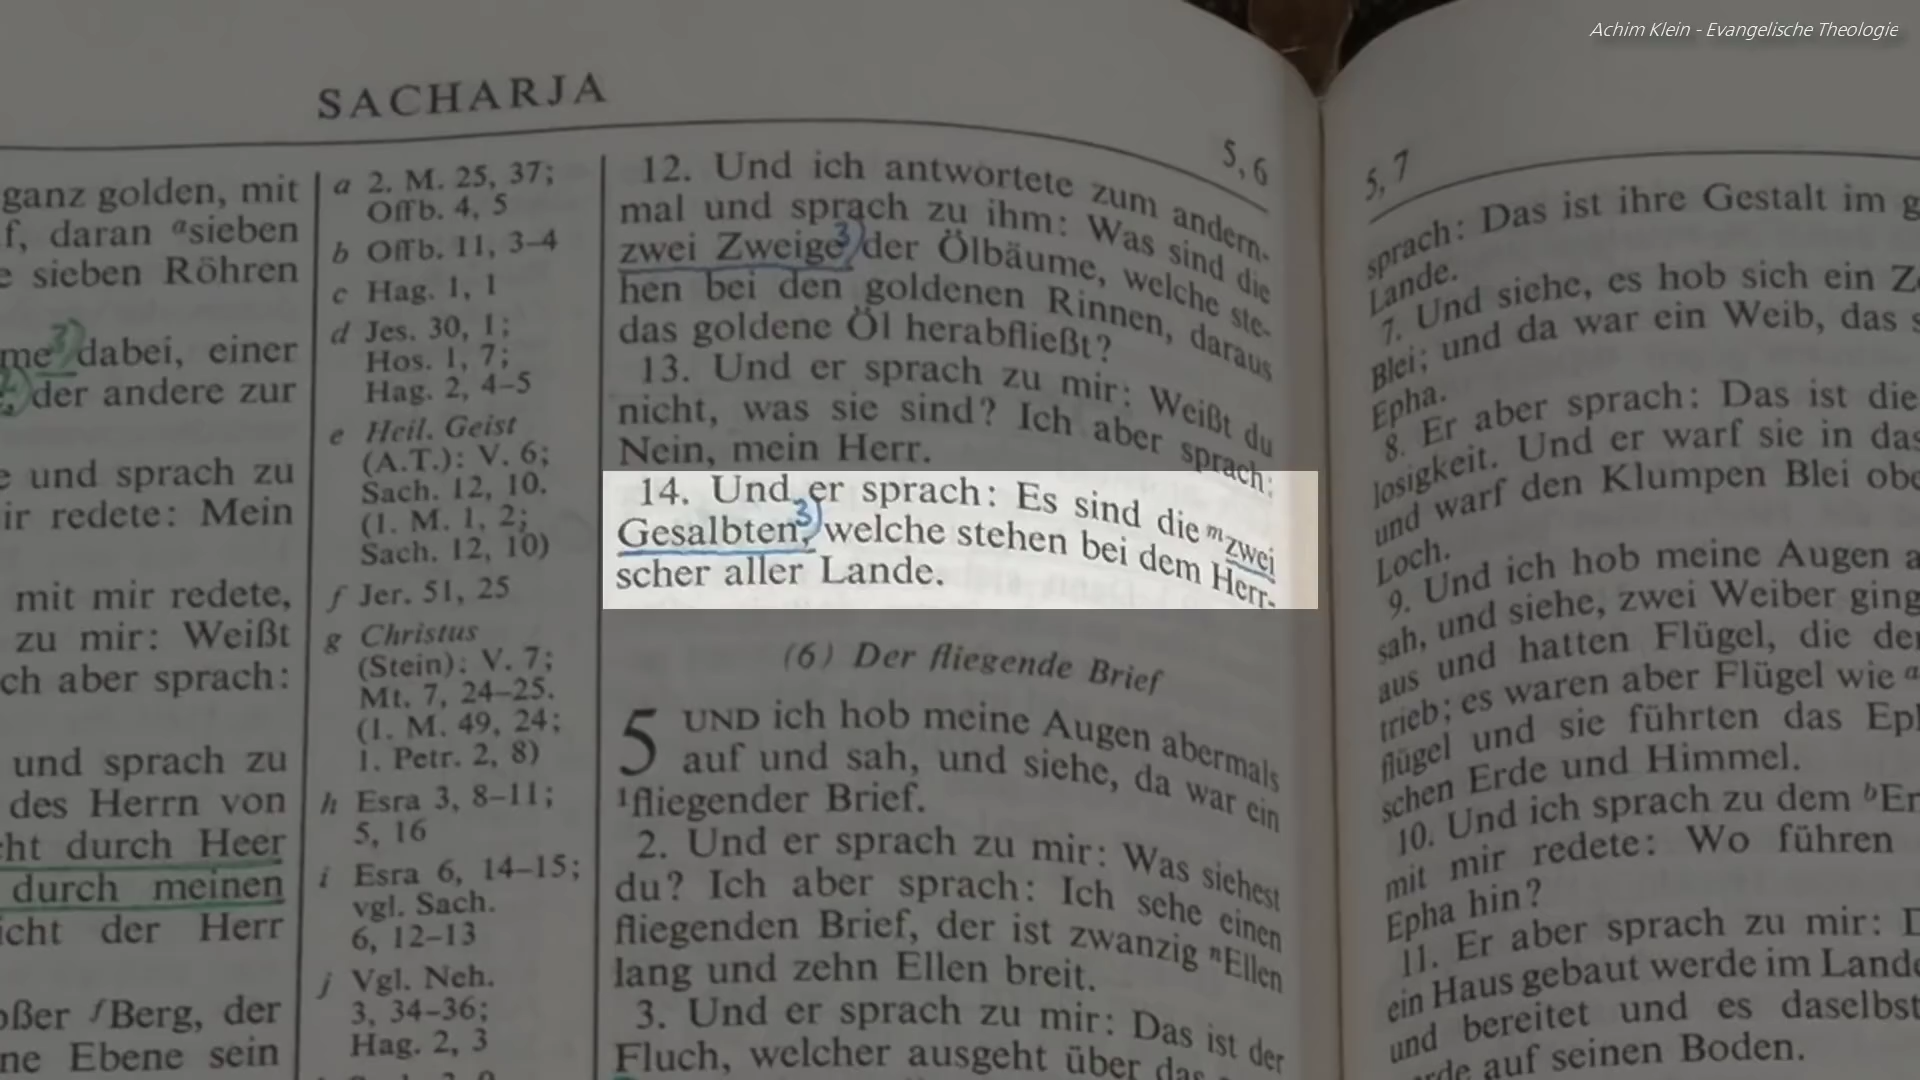 Achim Klein - Evangelische Theologie
SACHARJA
5,6
ganz golden, mit
f, daran ᵃsieben
e sieben Röhren
me 3) dabei, einer
der andere zur
e und sprach zu
ir redete: Mein
mit mir redete,
zu mir: Weißt
ch aber sprach:
und sprach zu
des Herrn von
ht durch Heer
durch meinen
icht der Herr
oßer ᶠBerg, der
ne Ebene sein
a 2. M. 25, 37;
Offb. 4, 5
b Offb. 11, 3–4
c Hag. 1, 1
d Jes. 30, 1;
Hos. 1, 7;
Hag. 2, 4–5
e Heil. Geist
(A.T.): V. 6;
Sach. 12, 10.
(1. M. 1, 2;
Sach. 12, 10)
f Jer. 51, 25
g Christus
(Stein): V. 7;
Mt. 7, 24–25.
(1. M. 49, 24;
1. Petr. 2, 8)
h Esra 3, 8–11;
5, 16
i Esra 6, 14–15;
vgl. Sach.
6, 12–13
j Vgl. Neh.
3, 34–36;
Hag. 2, 3
12. Und ich antwortete zum andern-
mal und sprach zu ihm: Was sind die
zwei Zweige 3) der Ölbäume, welche ste-
hen bei den goldenen Rinnen, daraus
das goldene Öl herabfließt?
13. Und er sprach zu mir: Weißt du
nicht, was sie sind? Ich aber sprach:
Nein, mein Herr.
14. Und er sprach: Es sind die ᵐzwei
Gesalbten, 3) welche stehen bei dem Herr-
scher aller Lande.
(6) Der fliegende Brief
5 UND ich hob meine Augen abermals
auf und sah, und siehe, da war ein
¹fliegender Brief.
2. Und er sprach zu mir: Was siehest
du? Ich aber sprach: Ich sehe einen
fliegenden Brief, der ist zwanzig ⁿEllen
lang und zehn Ellen breit.
3. Und er sprach zu mir: Das ist der
Fluch, welcher ausgeht über das
5,7
sprach: Das ist ihre Gestalt im g
Lande.
7. Und siehe, es hob sich ein Ze
Blei; und da war ein Weib, das s
Epha.
8. Er aber sprach: Das ist die
losigkeit. Und er warf sie in das
und warf den Klumpen Blei obe
Loch.
9. Und ich hob meine Augen a
sah, und siehe, zwei Weiber ging
aus und hatten Flügel, die der
trieb; es waren aber Flügel wie ᵃ
flügel und sie führten das Eph
schen Erde und Himmel.
10. Und ich sprach zu dem ᵇEn
mit mir redete: Wo führen
Epha hin?
11. Er aber sprach zu mir: D
ein Haus gebaut werde im Lande
und bereitet und es daselbst
rde auf seinen Boden.